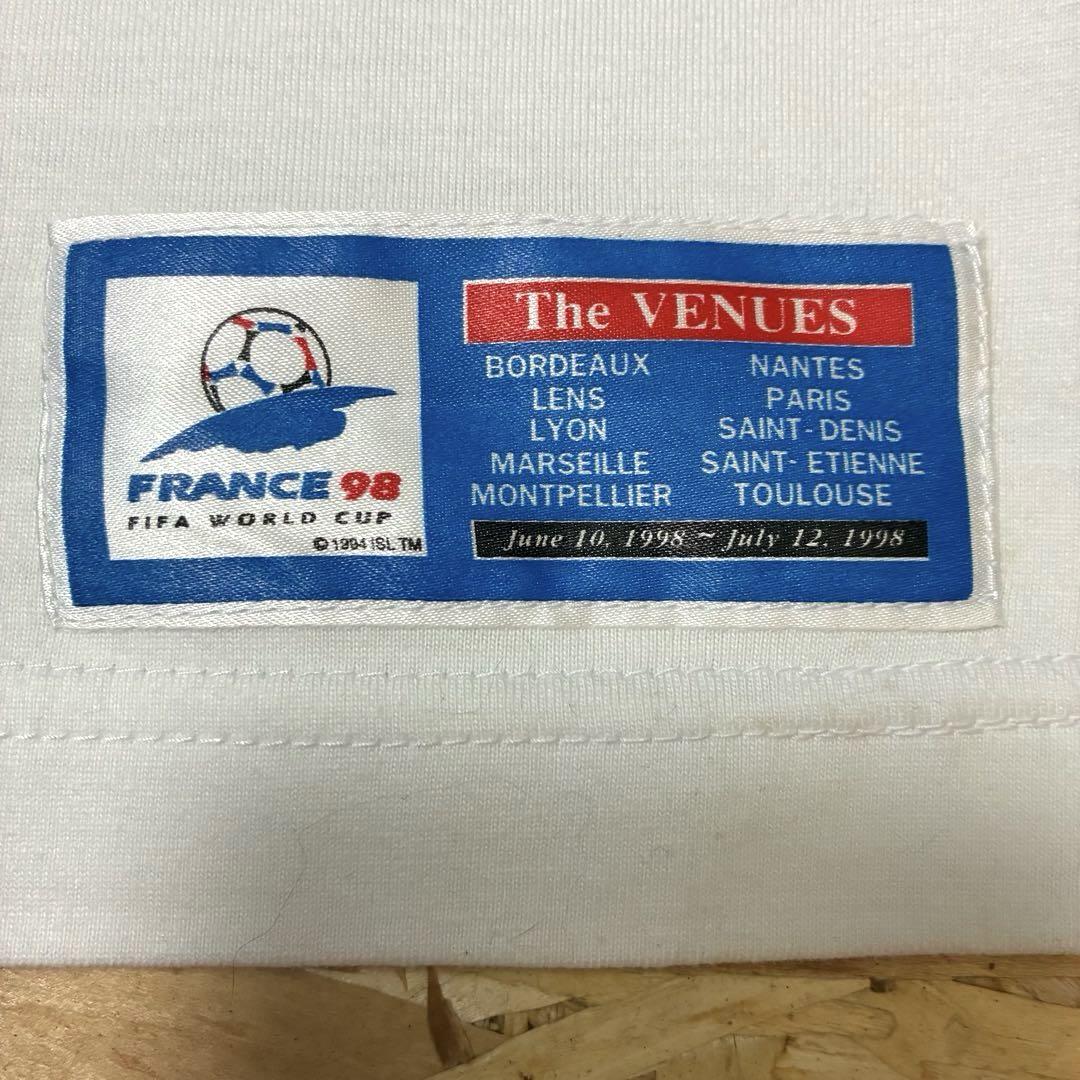 FRANCE 98
FIFA WORLD CUP
©1994 ISL TM
The VENUES
BORDEAUX
LENS
LYON
MARSEILLE
MONTPELLIER
NANTES
PARIS
SAINT-DENIS
SAINT-ETIENNE
TOULOUSE
June 10, 1998 ~ July 12, 1998